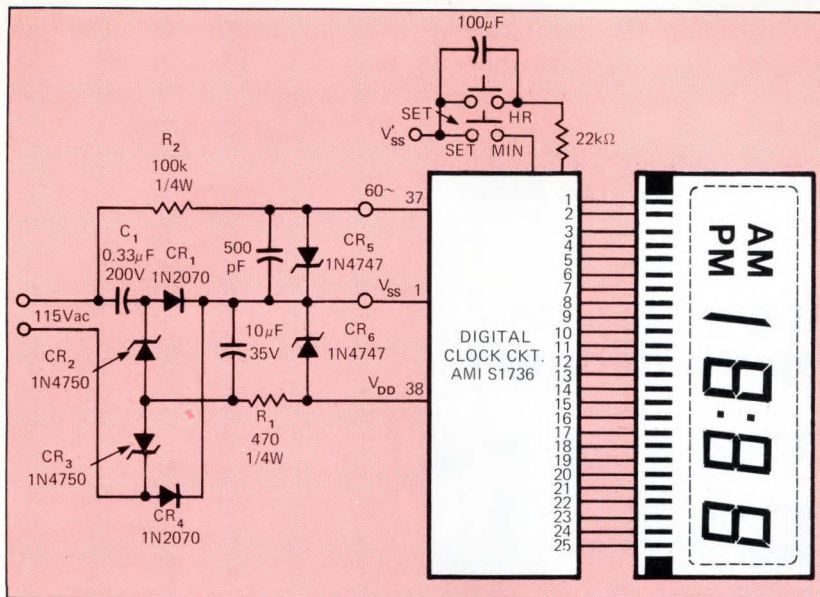 100µF
SET
HR
V'SS
SET
MIN
22kΩ
R2
100k
1/4W
60~
37
C1
0.33µF
200V
CR1
1N2070
500
pF
CR5
1N4747
VSS
1
115Vac
10µF
35V
CR6
1N4747
CR2
1N4750
VDD
38
R1
470
1/4W
CR3
1N4750
CR4
1N2070
DIGITAL
CLOCK CKT.
AMI S1736
1
2
3
4
5
6
7
8
9
10
11
12
13
14
15
16
17
18
19
20
21
22
23
24
25
AM
PM
18:88